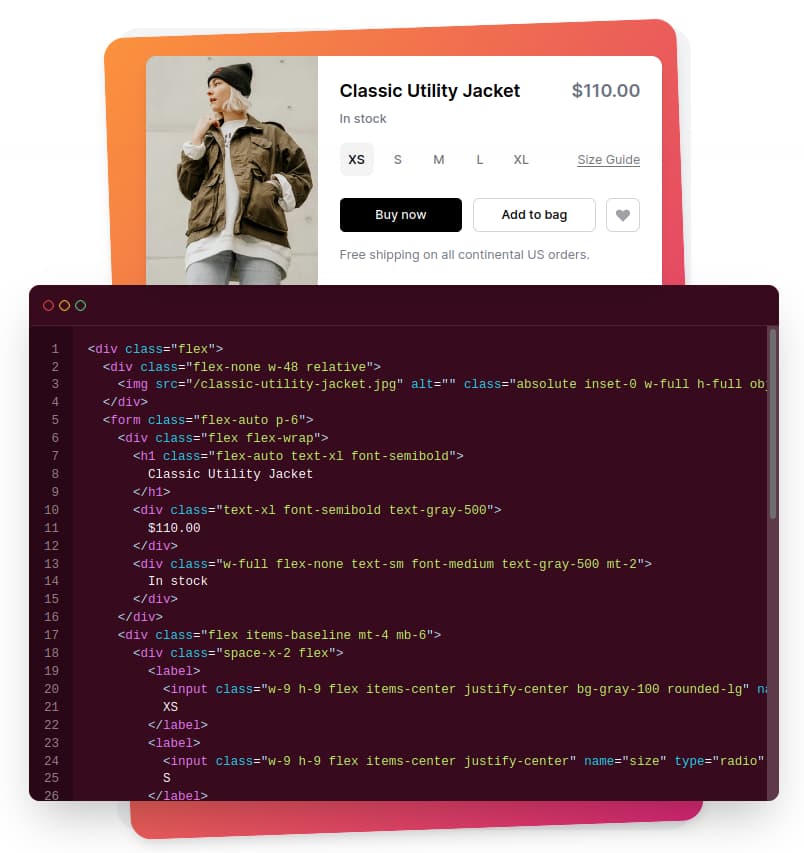 Classic Utility Jacket $110.00
In stock
XS S M L XL Size Guide
Buy now Add to bag
Free shipping on all continental US orders.
1 <div class="flex">
2 <div class="flex-none w-48 relative">
3 <img src="/classic-utility-jacket.jpg" alt="" class="absolute inset-0 w-full h-full
4 </div>
5 <form class="flex-auto p-6">
6 <div class="flex flex-wrap">
7 <h1 class="flex-auto text-xl font-semibold">
8 Classic Utility Jacket
9 </h1>
10 <div class="text-xl font-semibold text-gray-500">
11 $110.00
12 </div>
13 <div class="w-full flex-none text-sm font-medium text-gray-500 mt-2">
14 In stock
15 </div>
16 </div>
17 <div class="flex items-baseline mt-4 mb-6">
18 <div class="space-x-2 flex">
19 <label>
20 <input class="w-9 h-9 flex items-center justify-center bg-gray-100 rounded-lg"
21 XS
22 </label>
23 <label>
24 <input class="w-9 h-9 flex items-center justify-center" name="size" type="radio"
25 S
26 </label>